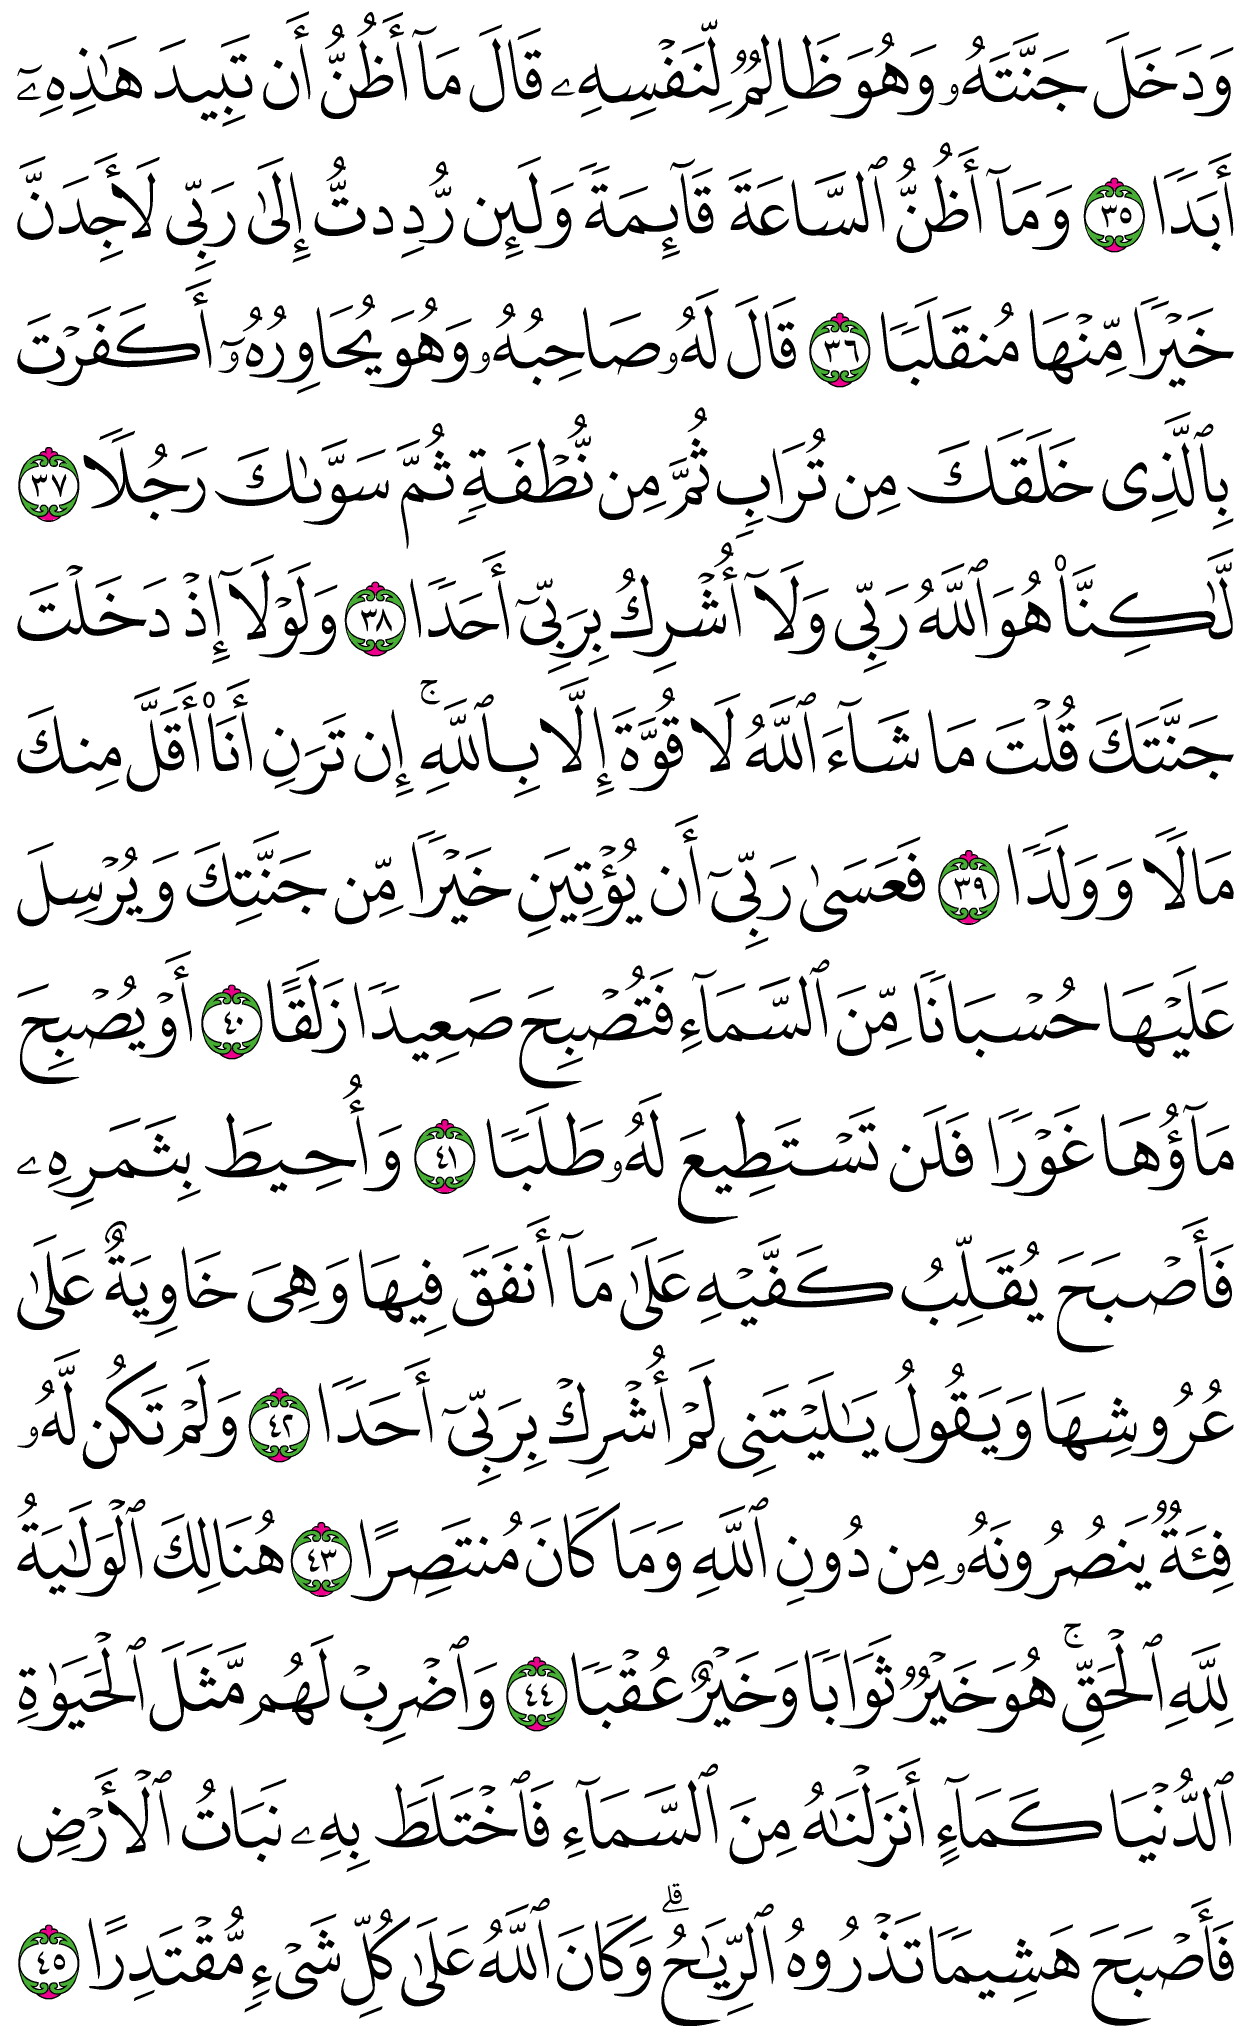 وَدَخَلَ جَنَّتَهُۥ وَهُوَ ظَالِمٌ لِّنَفْسِهِۦ قَالَ مَآ أَظُنُّ أَن تَبِيدَ هَٰذِهِۦٓ
أَبَدًا ٣٥ وَمَآ أَظُنُّ ٱلسَّاعَةَ قَآئِمَةً وَلَئِن رُّدِدتُّ إِلَىٰ رَبِّى لَأَجِدَنَّ
خَيْرًا مِّنْهَا مُنقَلَبًا ٣٦ قَالَ لَهُۥ صَاحِبُهُۥ وَهُوَ يُحَاوِرُهُۥٓ أَكَفَرْتَ
بِٱلَّذِى خَلَقَكَ مِن تُرَابٍ ثُمَّ مِن نُّطْفَةٍ ثُمَّ سَوَّىٰكَ رَجُلًا ٣٧
لَّٰكِنَّا۠ هُوَ ٱللَّهُ رَبِّى وَلَآ أُشْرِكُ بِرَبِّىٓ أَحَدًا ٣٨ وَلَوْلَآ إِذْ دَخَلْتَ
جَنَّتَكَ قُلْتَ مَا شَآءَ ٱللَّهُ لَا قُوَّةَ إِلَّا بِٱللَّهِ ۚ إِن تَرَنِ أَنَا۠ أَقَلَّ مِنكَ
مَالًا وَوَلَدًا ٣٩ فَعَسَىٰ رَبِّىٓ أَن يُؤْتِيَنِ خَيْرًا مِّن جَنَّتِكَ وَيُرْسِلَ
عَلَيْهَا حُسْبَانًا مِّنَ ٱلسَّمَآءِ فَتُصْبِحَ صَعِيدًا زَلَقًا ٤٠ أَوْ يُصْبِحَ
مَآؤُهَا غَوْرًا فَلَن تَسْتَطِيعَ لَهُۥ طَلَبًا ٤١ وَأُحِيطَ بِثَمَرِهِۦ
فَأَصْبَحَ يُقَلِّبُ كَفَّيْهِ عَلَىٰ مَآ أَنفَقَ فِيهَا وَهِىَ خَاوِيَةٌ عَلَىٰ
عُرُوشِهَا وَيَقُولُ يَٰلَيْتَنِى لَمْ أُشْرِكْ بِرَبِّىٓ أَحَدًا ٤٢ وَلَمْ تَكُن لَّهُۥ
فِئَةٌ يَنصُرُونَهُۥ مِن دُونِ ٱللَّهِ وَمَا كَانَ مُنتَصِرًا ٤٣ هُنَالِكَ ٱلْوَلَٰيَةُ
لِلَّهِ ٱلْحَقِّ ۚ هُوَ خَيْرٌ ثَوَابًا وَخَيْرٌ عُقْبًا ٤٤ وَٱضْرِبْ لَهُم مَّثَلَ ٱلْحَيَوٰةِ
ٱلدُّنْيَا كَمَآءٍ أَنزَلْنَٰهُ مِنَ ٱلسَّمَآءِ فَٱخْتَلَطَ بِهِۦ نَبَاتُ ٱلْأَرْضِ
فَأَصْبَحَ هَشِيمًا تَذْرُوهُ ٱلرِّيَٰحُ ۗ وَكَانَ ٱللَّهُ عَلَىٰ كُلِّ شَىْءٍ مُّقْتَدِرًا ٤٥